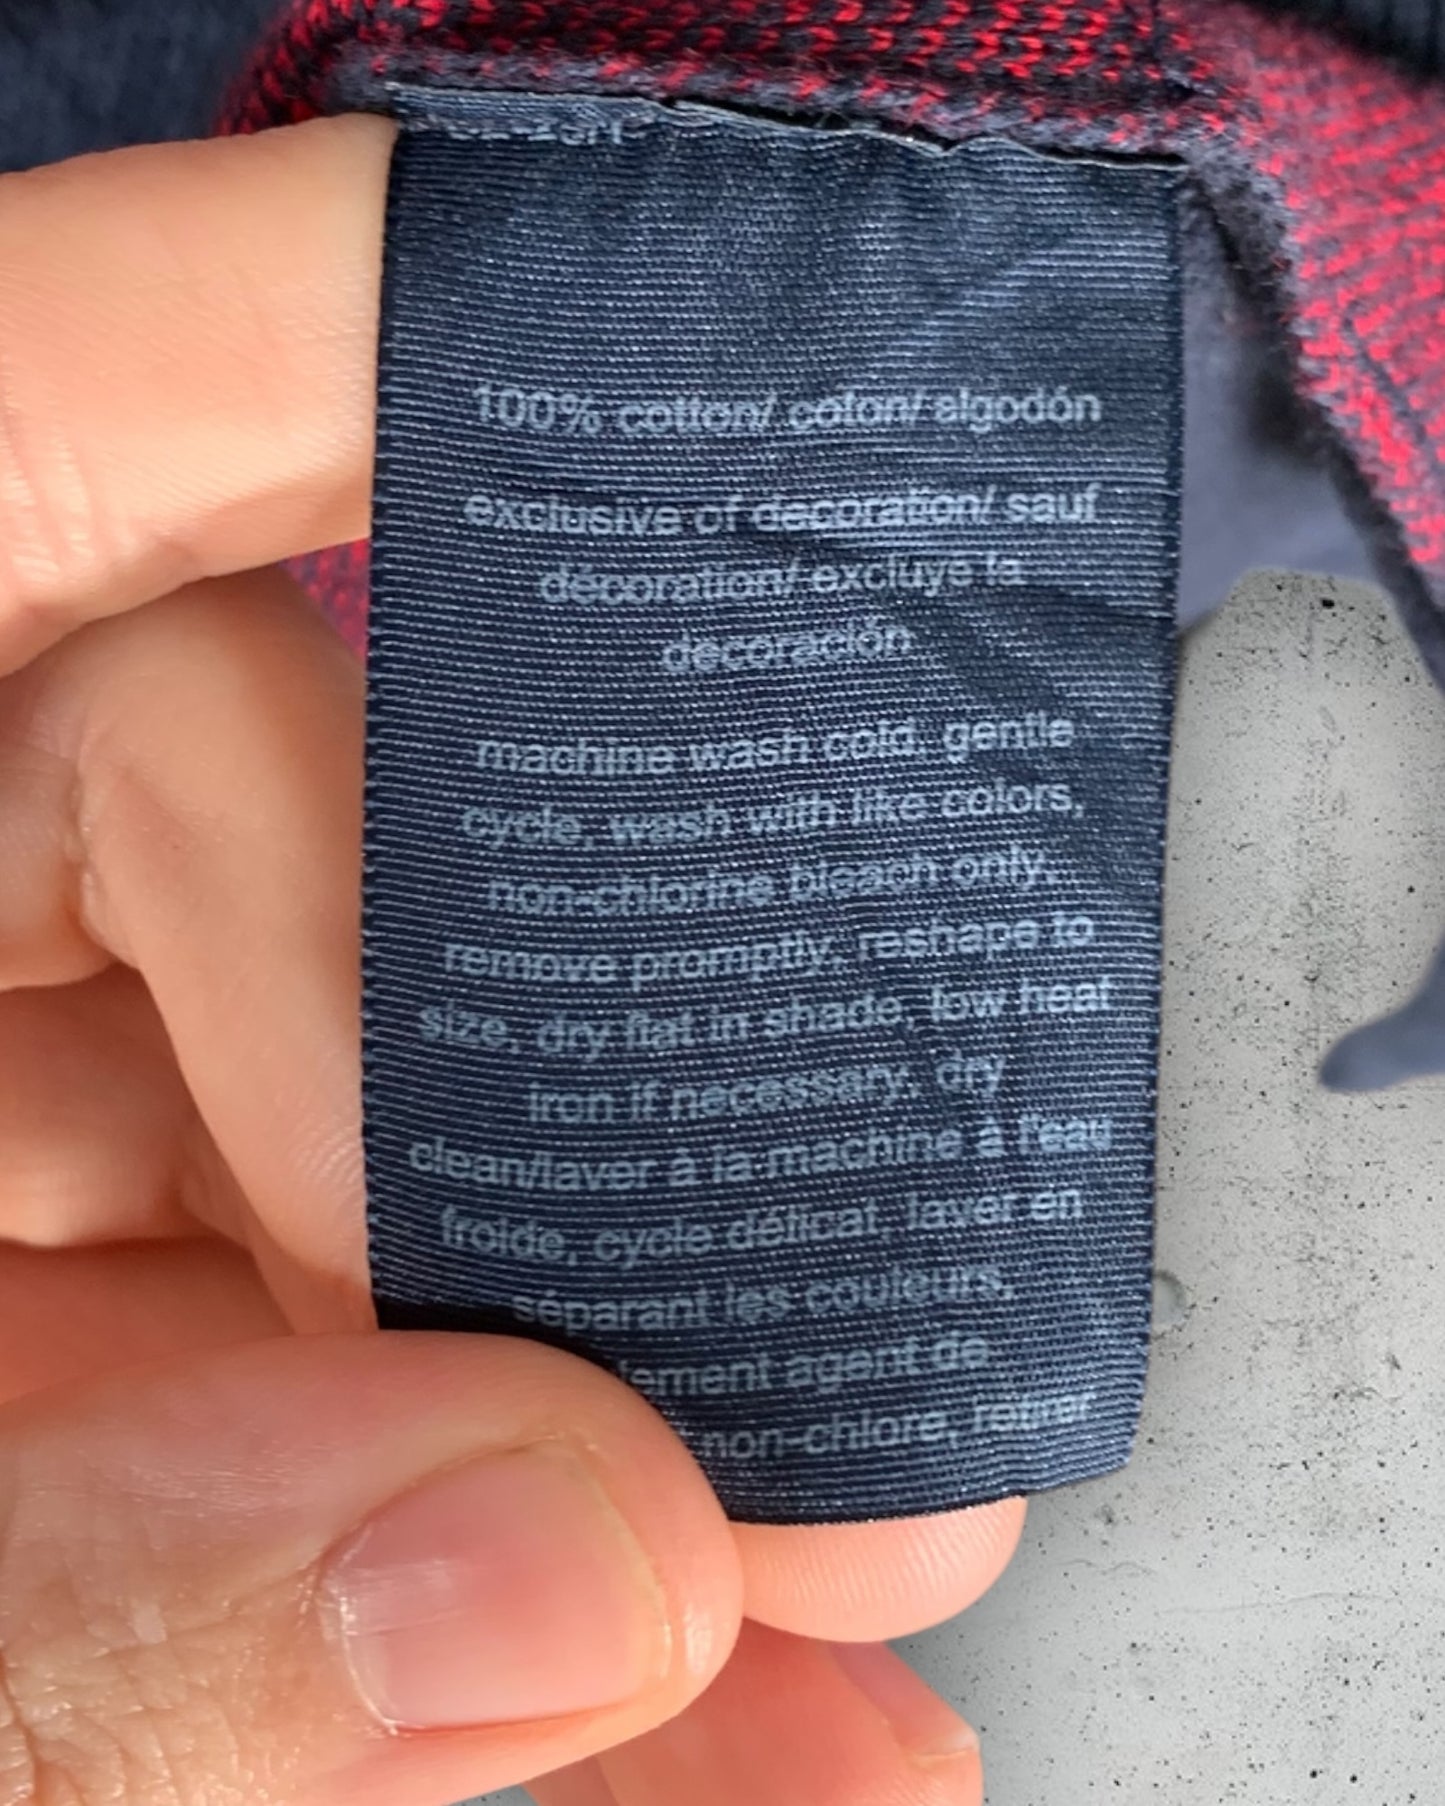 100% cotton/ coton/ algodón
exclusive of decoration/ sauf
décoration/ excluye la
decoración
machine wash cold, gentle
cycle, wash with like colors,
non-chlorine bleach only,
remove promptly, reshape to
size, dry flat in shade, low heat
iron if necessary, dry
clean/laver à la machine à l'eau
froide, cycle délicat, laver en
séparant les couleurs,
agent de
non-chlore, retirer